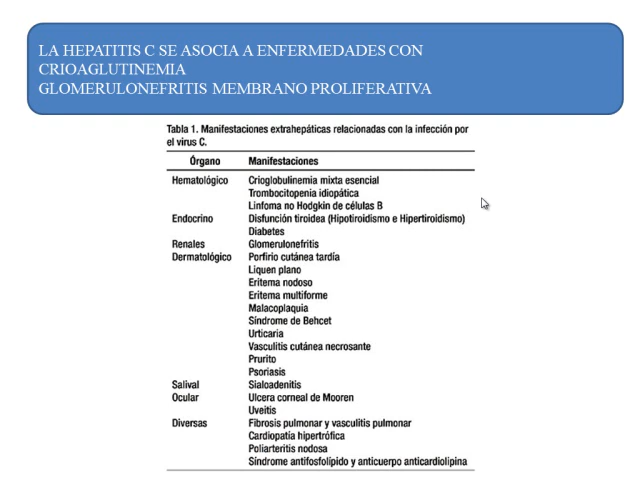 LA HEPATITIS C SE ASOCIA A ENFERMEDADES CON
CRIOAGLUTINEMIA
GLOMERULONEFRITIS MEMBRANO PROLIFERATIVA
Tabla 1. Manifestaciones extrahepáticas relacionadas con la infección por
el virus C.
Órgano Manifestaciones
Hematológico Crioglobulinemia mixta esencial
Trombocitopenia idiopática
Linfoma no Hodgkin de células B
Endocrino Disfunción tiroidea (Hipotiroidismo e Hipertiroidismo)
Diabetes
Renales Glomerulonefritis
Dermatológico Porfirio cutánea tardía
Liquen plano
Eritema nodoso
Eritema multiforme
Malacoplaquia
Síndrome de Behcet
Urticaria
Vasculitis cutánea necrosante
Prurito
Psoriasis
Salival Sialoadenitis
Ocular Ulcera corneal de Mooren
Uveitis
Diversas Fibrosis pulmonar y vasculitis pulmonar
Cardiopatía hipertrófica
Poliarteritis nodosa
Síndrome antifosfolípido y anticuerpo anticardiolipina